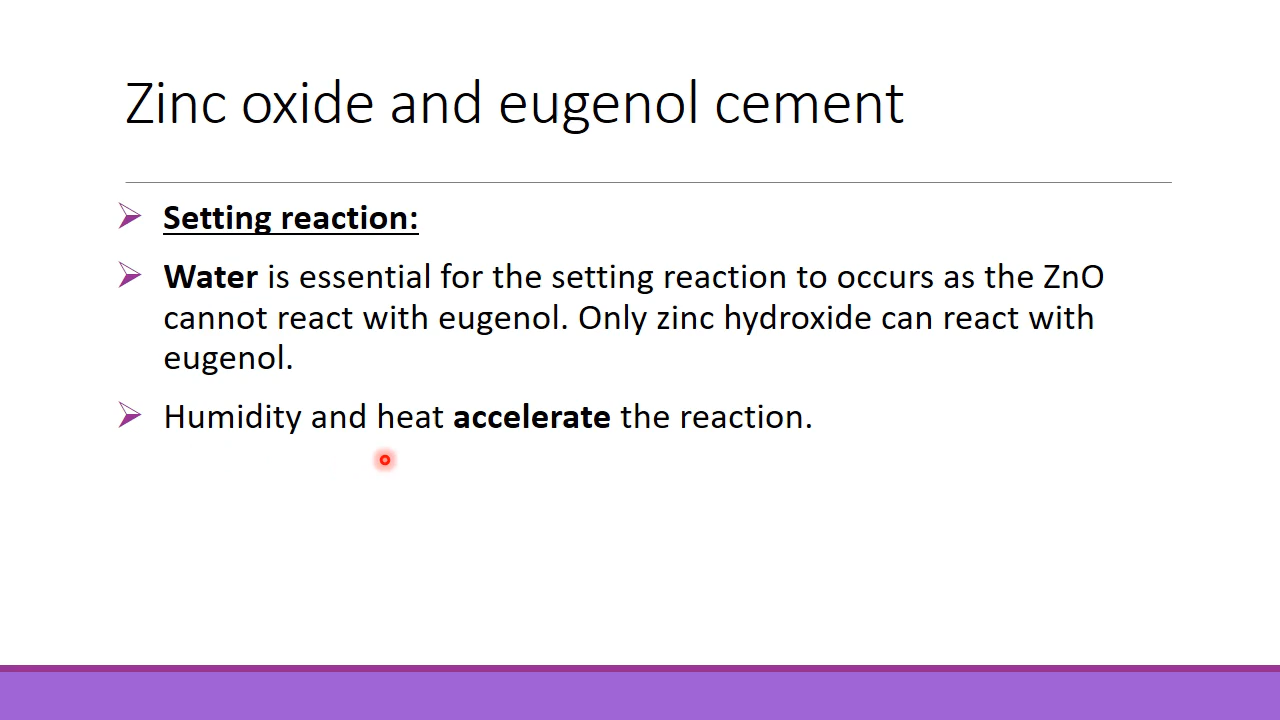 Zinc oxide and eugenol cement
Setting reaction:
Water is essential for the setting reaction to occurs as the ZnO
cannot react with eugenol. Only zinc hydroxide can react with
eugenol.
Humidity and heat accelerate the reaction.